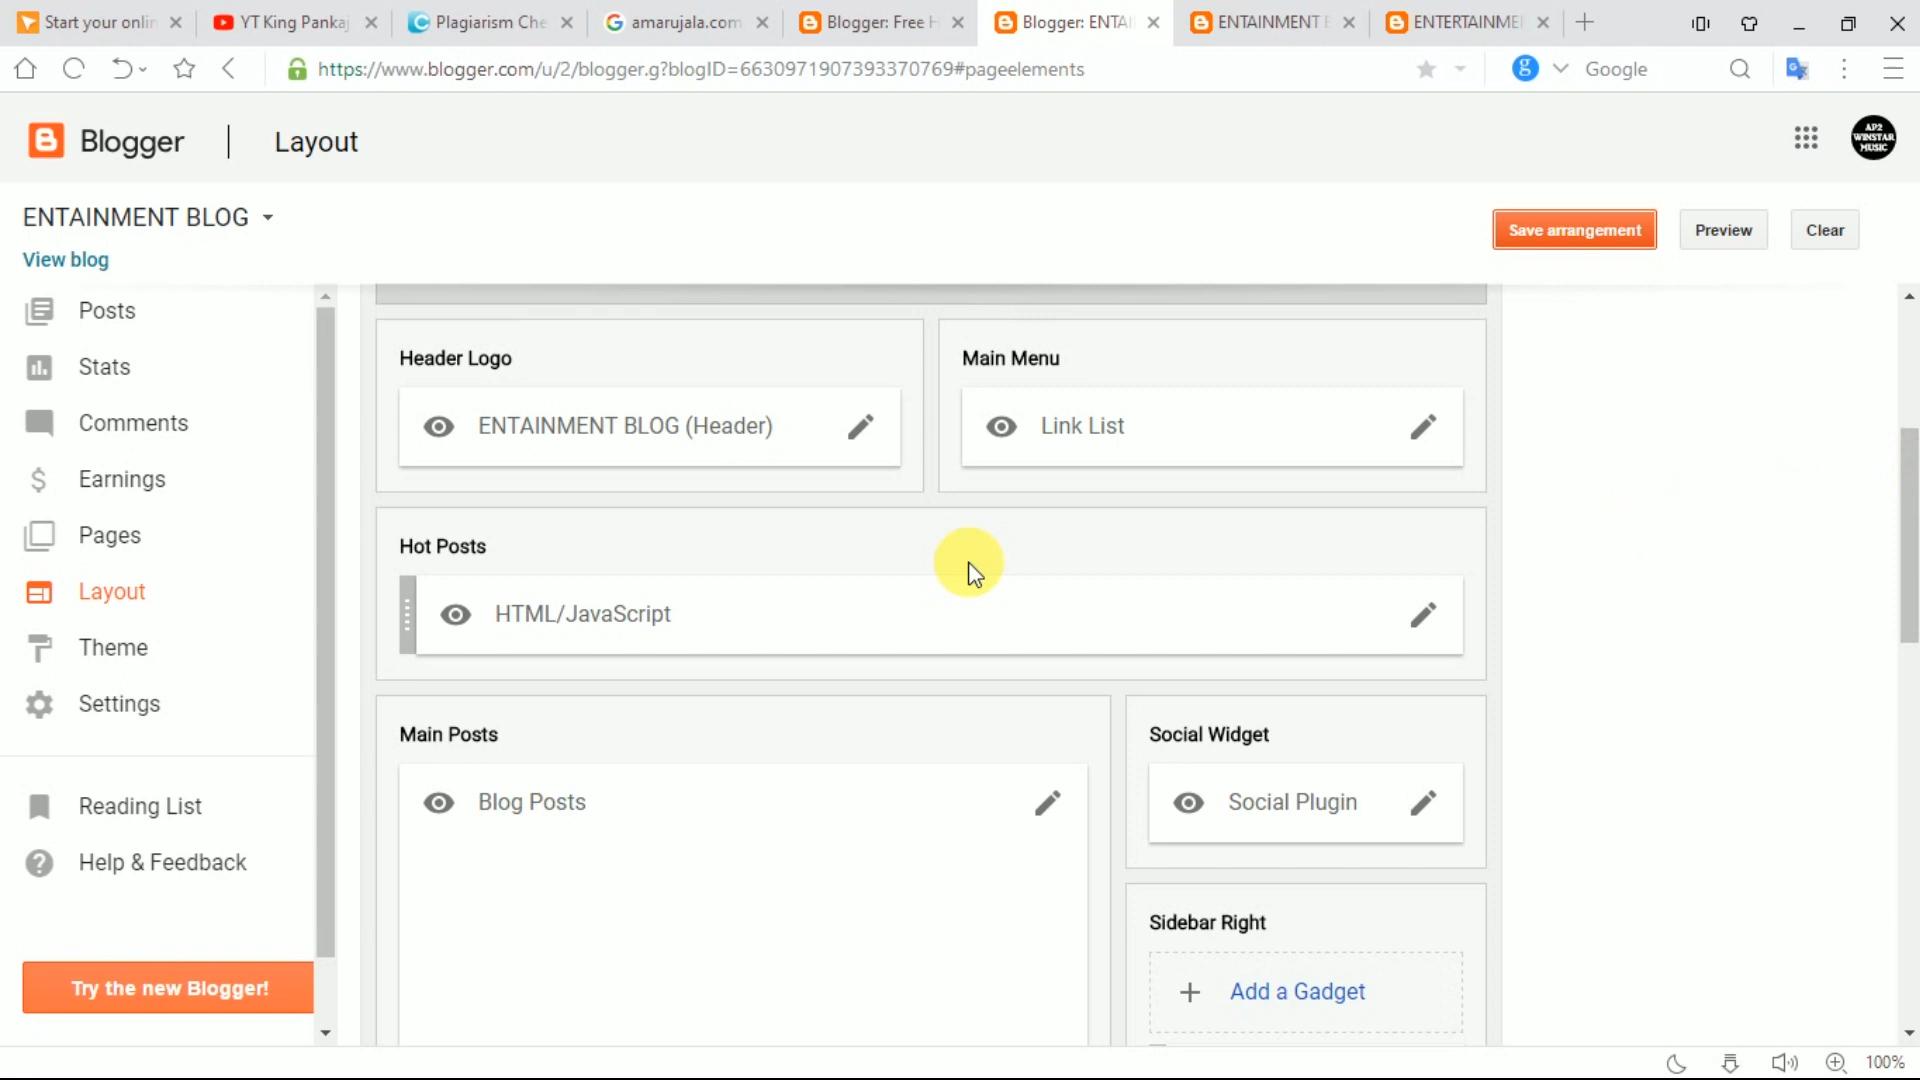 Start your onlin
YT King Pankaj
Plagiarism Che
amarujala.com
Blogger: Free H
Blogger: ENTAI
ENTAINMENT B
ENTERTAINME
https://www.blogger.com/u/2/blogger.g?blogID=6630971907393370769#pageelements
Google
Blogger
Layout
AP2
WINSTAR
MUSIC
ENTAINMENT BLOG
View blog
Save arrangement
Preview
Clear
Posts
Stats
Comments
Earnings
Pages
Layout
Theme
Settings
Reading List
Help & Feedback
Try the new Blogger!
Header Logo
ENTAINMENT BLOG (Header)
Main Menu
Link List
Hot Posts
HTML/JavaScript
Main Posts
Blog Posts
Social Widget
Social Plugin
Sidebar Right
Add a Gadget
100%